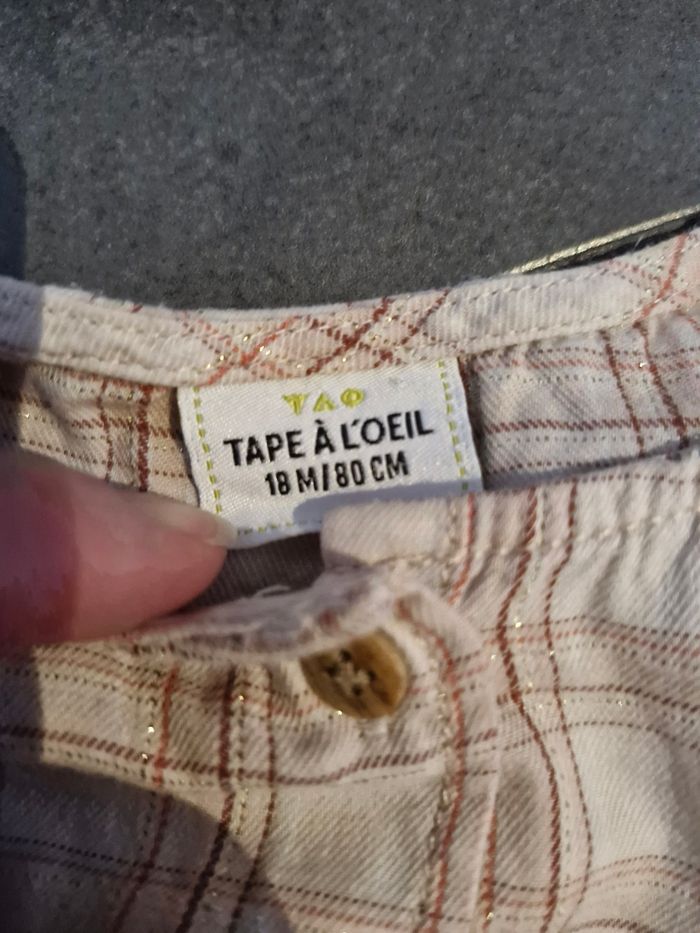 TAO
TAPE À L'OEIL
18 M/80 CM